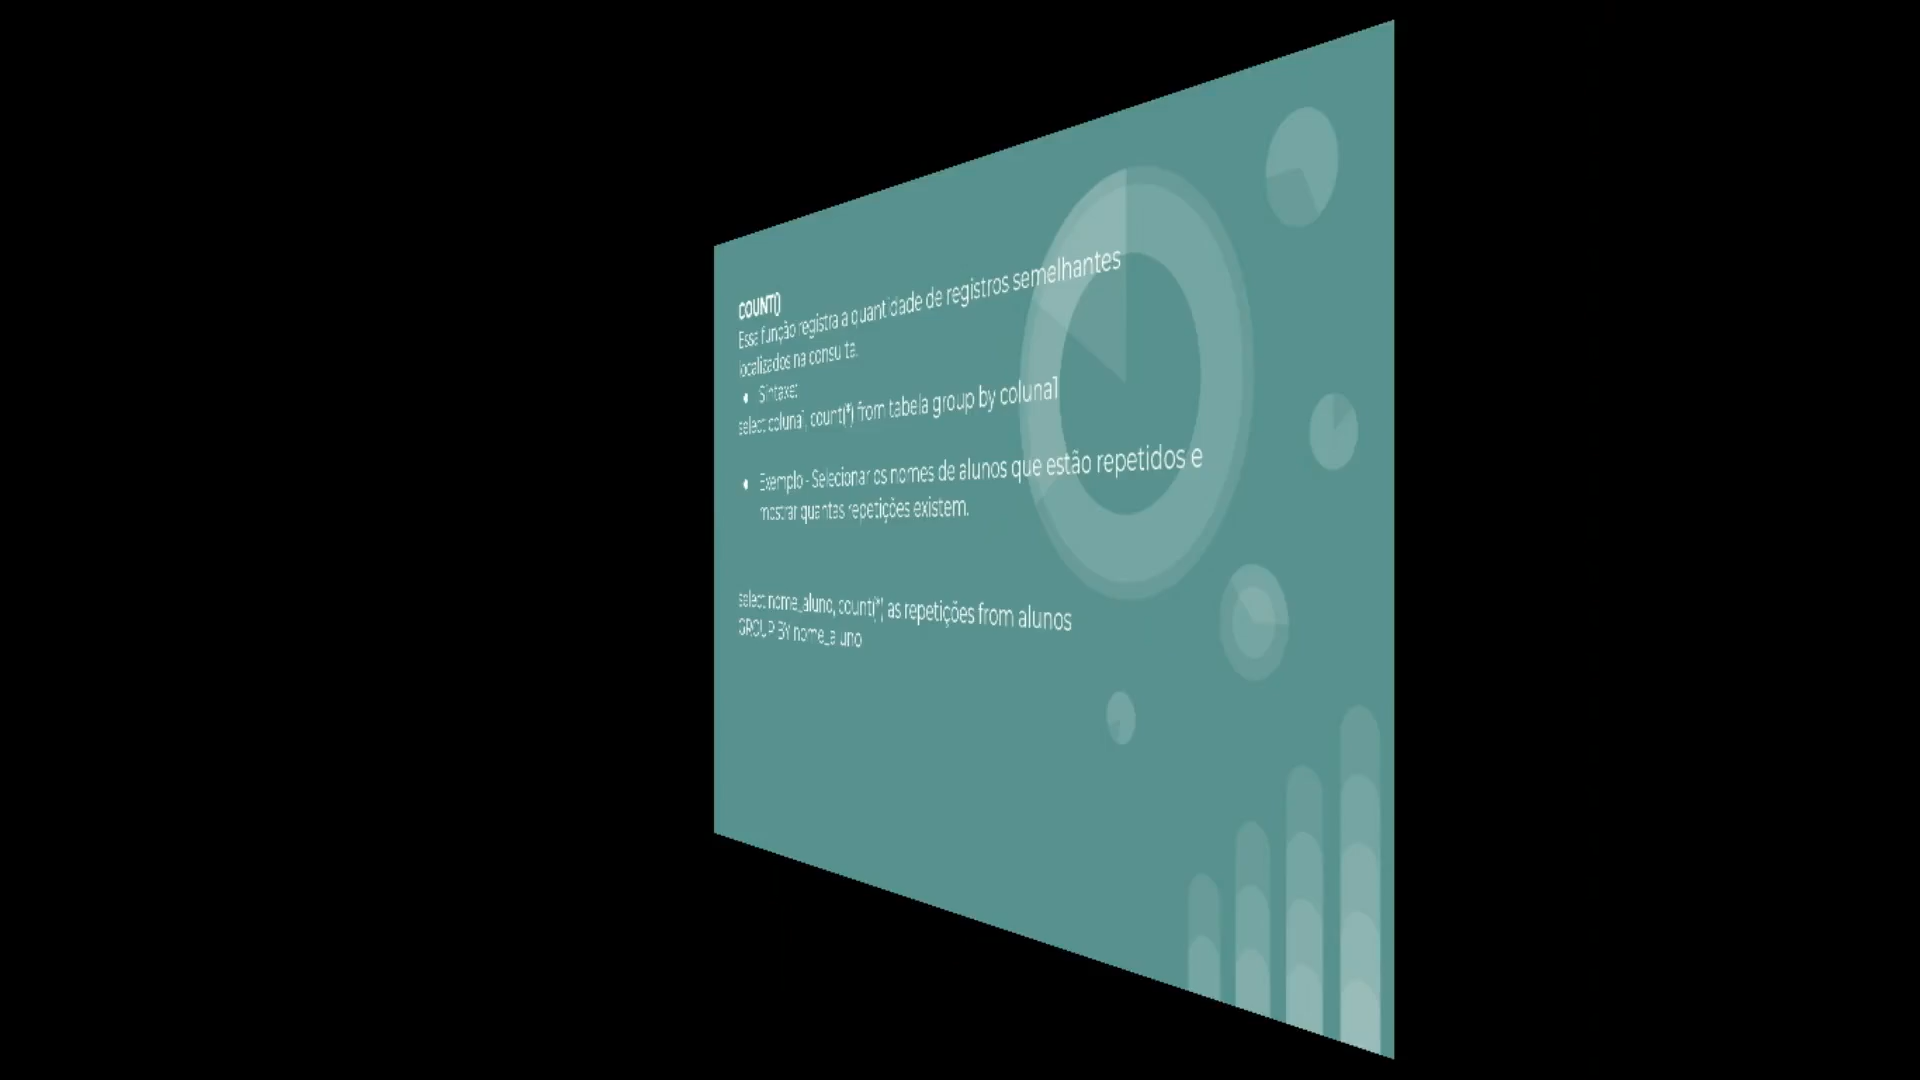 COUNT()
Essa função registra a quantidade de registros semelhantes
localizados na consulta.
● Sintaxe:
select coluna1, count(*) from tabela group by coluna1
● Exemplo - Selecionar os nomes de alunos que estão repetidos e
mostrar quantas repetições existem.
select nome_aluno, count(*) as repetições from alunos
GROUP BY nome_aluno